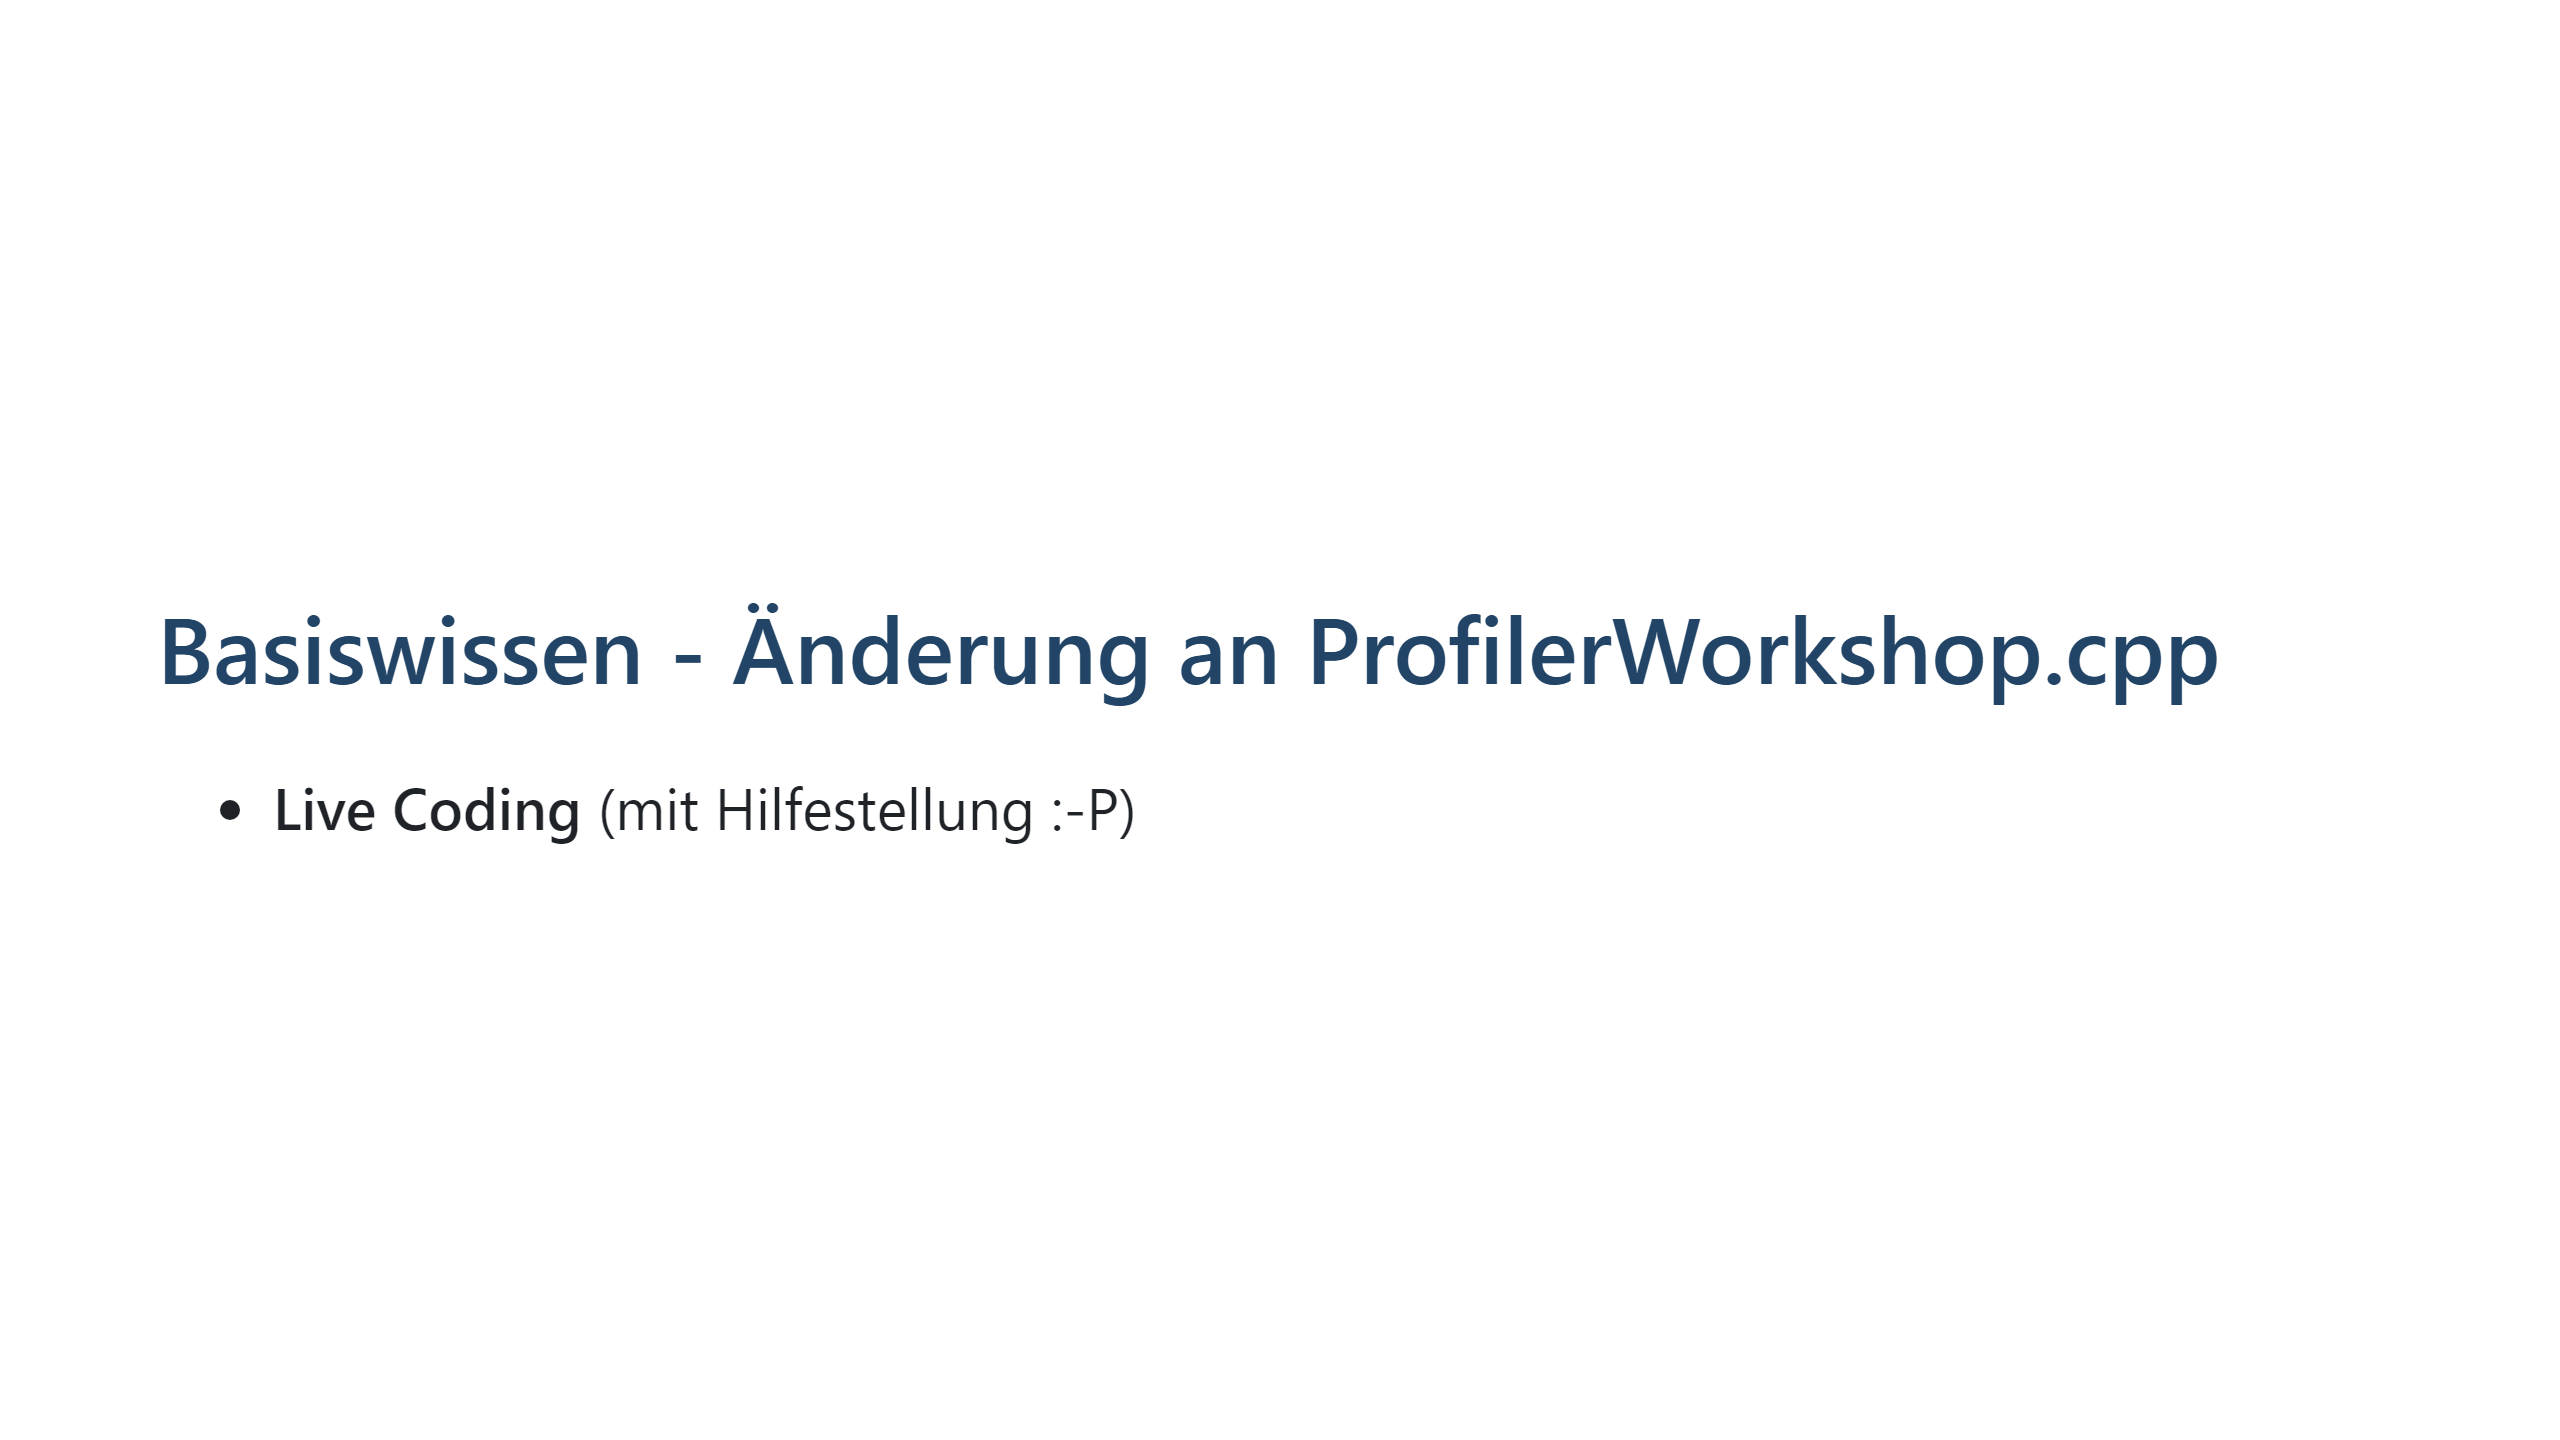 Basiswissen - Änderung an ProfilerWorkshop.cpp
• Live Coding (mit Hilfestellung :-P)